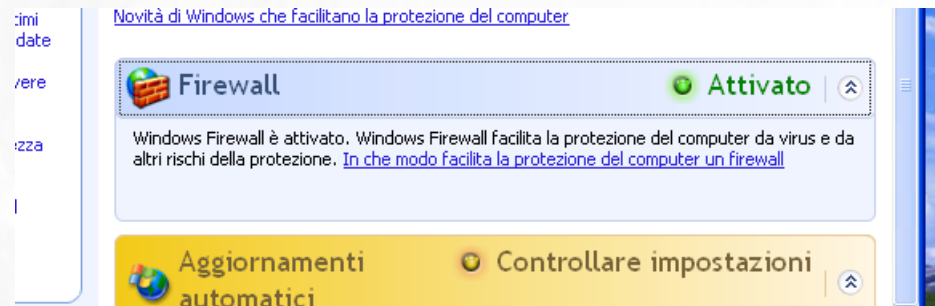 Novità di Windows che facilitano la protezione del computer
Firewall
Attivato
Windows Firewall è attivato. Windows Firewall facilita la protezione del computer da virus e da
altri rischi della protezione. In che modo facilita la protezione del computer un firewall
Aggiornamenti
automatici
Controllare impostazioni
date